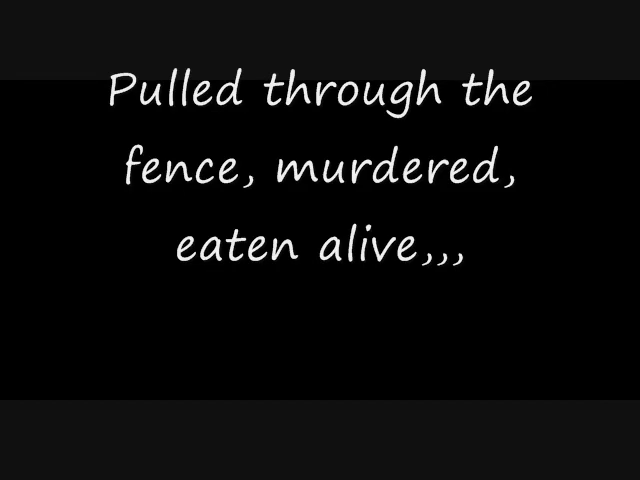 Pulled through the
fence, murdered,
eaten alive,,,